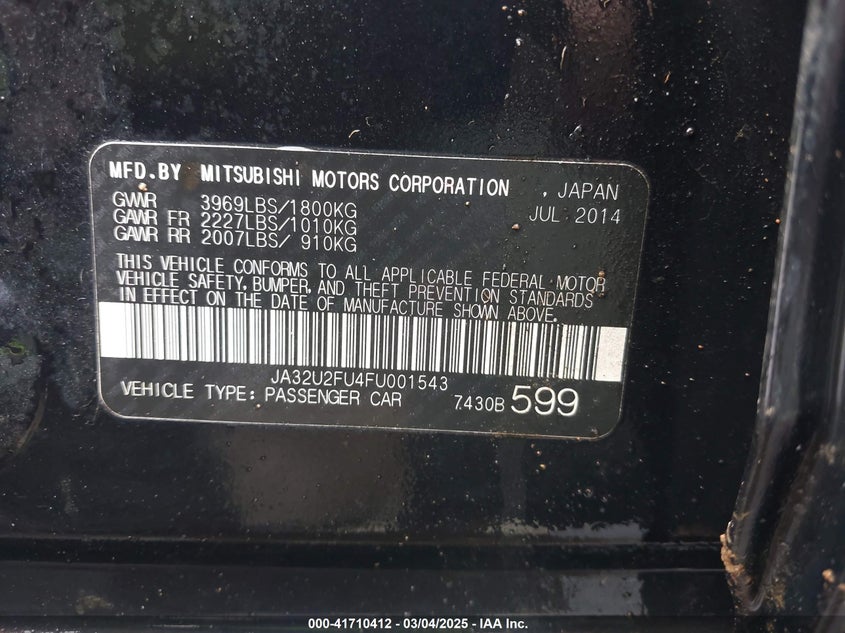 MFD.BY MITSUBISHI MOTORS CORPORATION , JAPAN
GVWR 3969LBS/1800KG JUL 2014
GAWR FR 2227LBS/1010KG
GAWR RR 2007LBS/ 910KG
THIS VEHICLE CONFORMS TO ALL APPLICABLE FEDERAL MOTOR
VEHICLE SAFETY, BUMPER, AND THEFT PREVENTION STANDARDS
IN EFFECT ON THE DATE OF MANUFACTURE SHOWN ABOVE.
JA32U2FU4FU001543
VEHICLE TYPE: PASSENGER CAR 7.430B 599
000-41710412 - 03/04/2025 - IAA Inc.